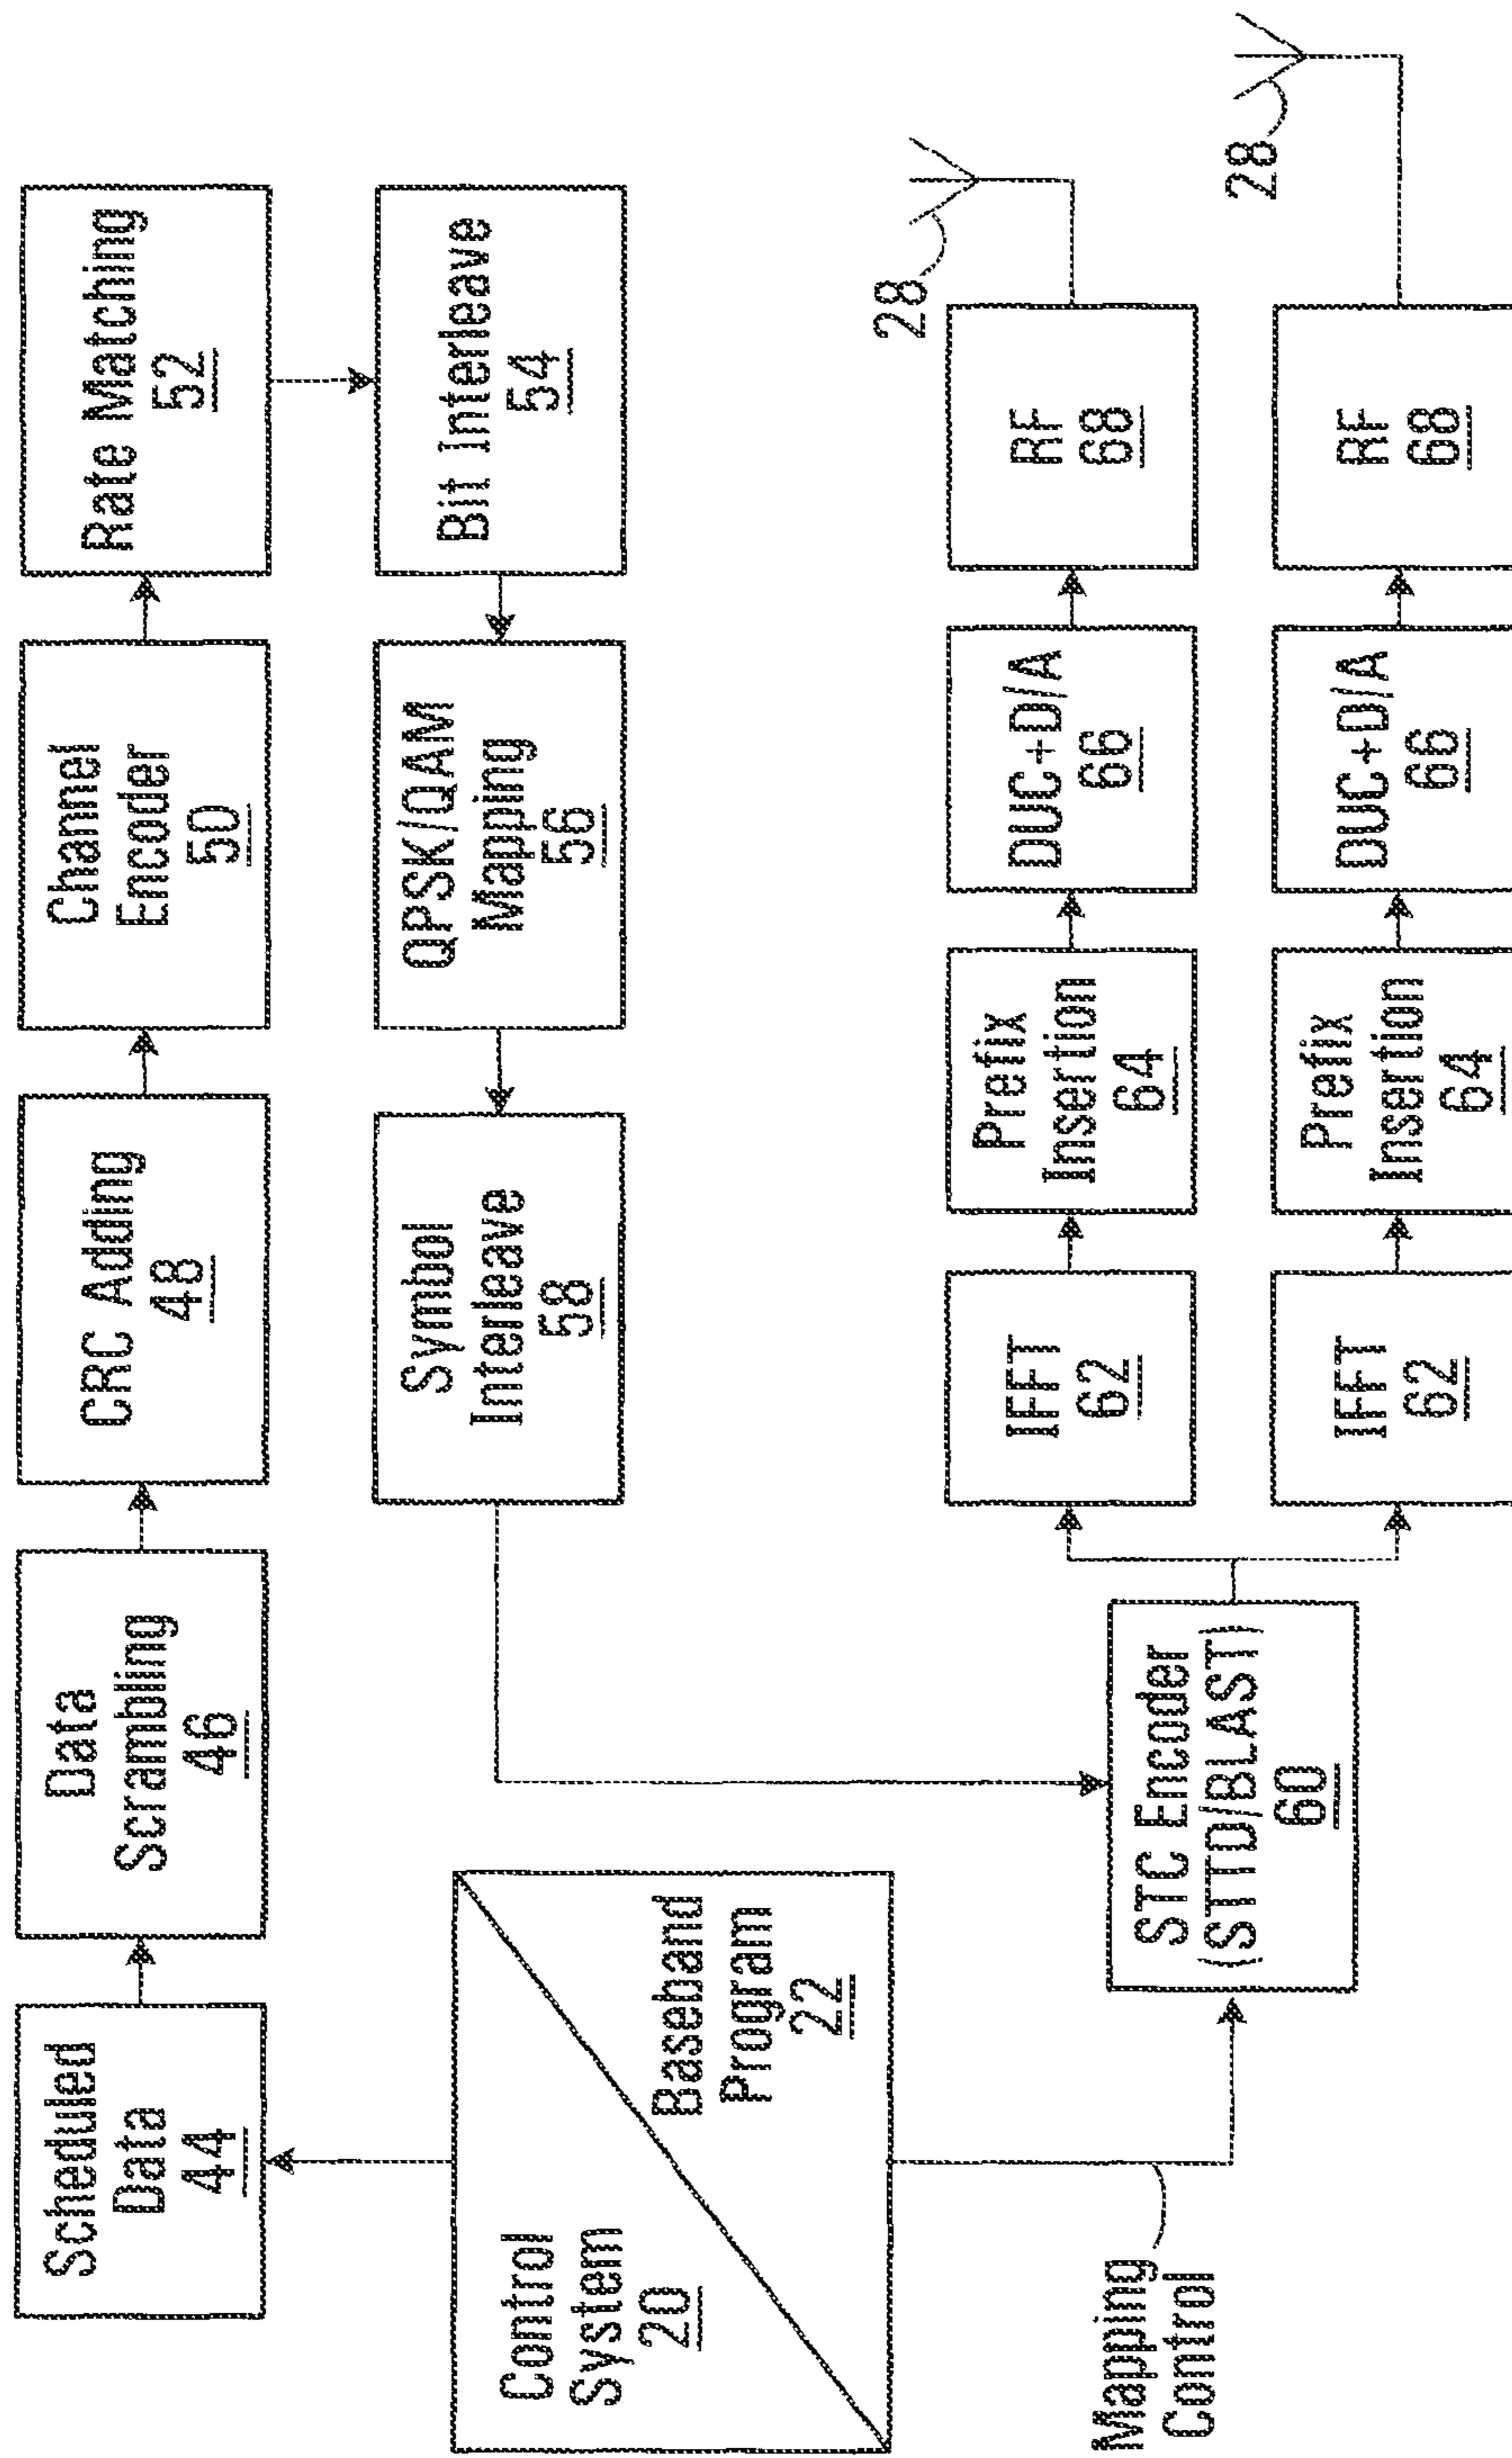 Scheduled
Data
44
Data
Scrambling
46
CRC Adding
48
Channel
Encoder
50
Rate Matching
52
Control
System
20
Baseband
Program
22
Symbol
Interleave
58
QPSK/QAM
Mapping
56
Bit Interleave
54
Mapping
Control
STC Encoder
(STTD/BLAST)
60
IFFT
62
Prefix
Insertion
64
DUC+D/A
66
RF
68
28
IFFT
62
Prefix
Insertion
64
DUC+D/A
66
RF
68
28